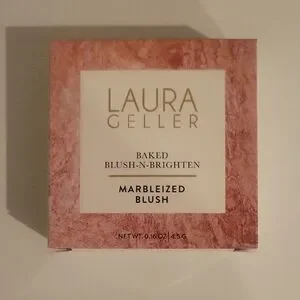 LAURA
GELLER
BAKED
BLUSH-N-BRIGHTEN
MARBLEIZED
BLUSH
NET WT. 0.16 OZ | 4.5 G